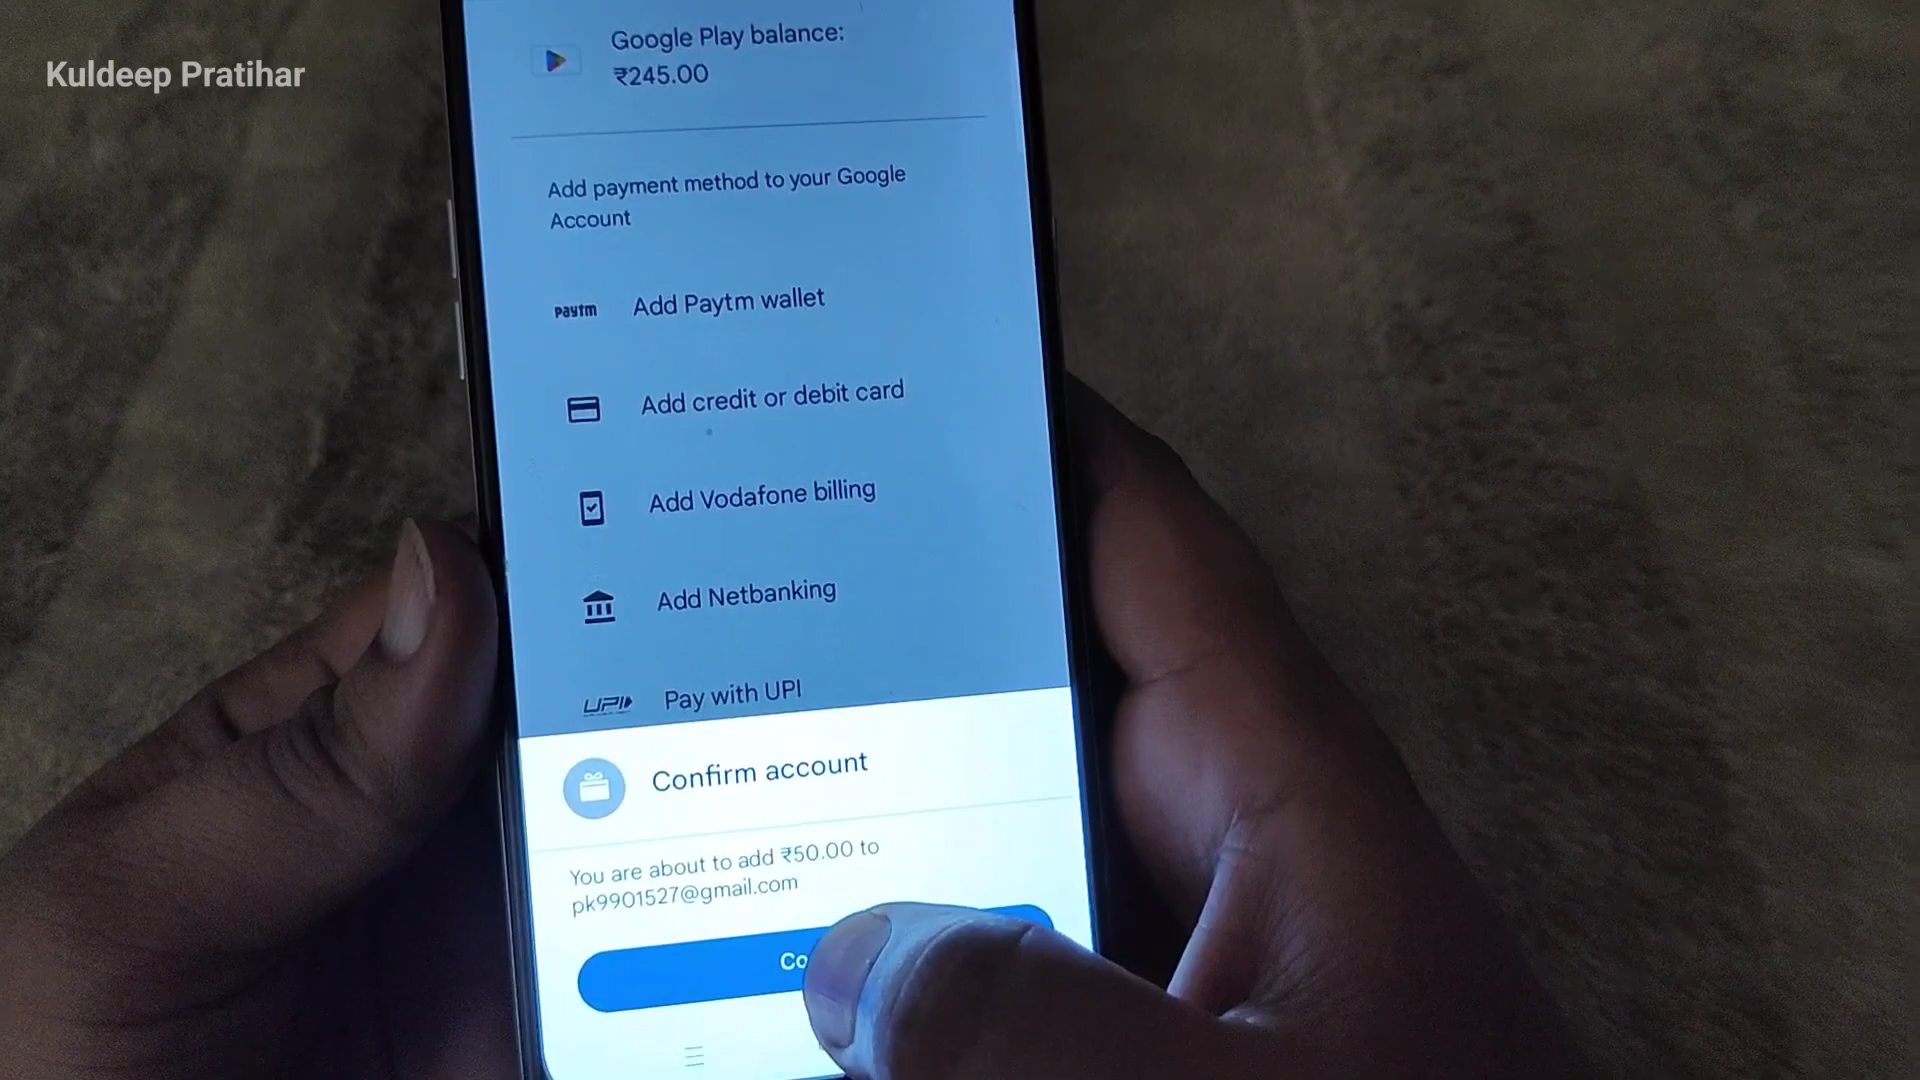 Kuldeep Pratihar
Google Play balance:
₹245.00
Add payment method to your Google
Account
paytm Add Paytm wallet
Add credit or debit card
Add Vodafone billing
Add Netbanking
UPI Pay with UPI
Confirm account
You are about to add ₹50.00 to
pk9901527@gmail.com
Co